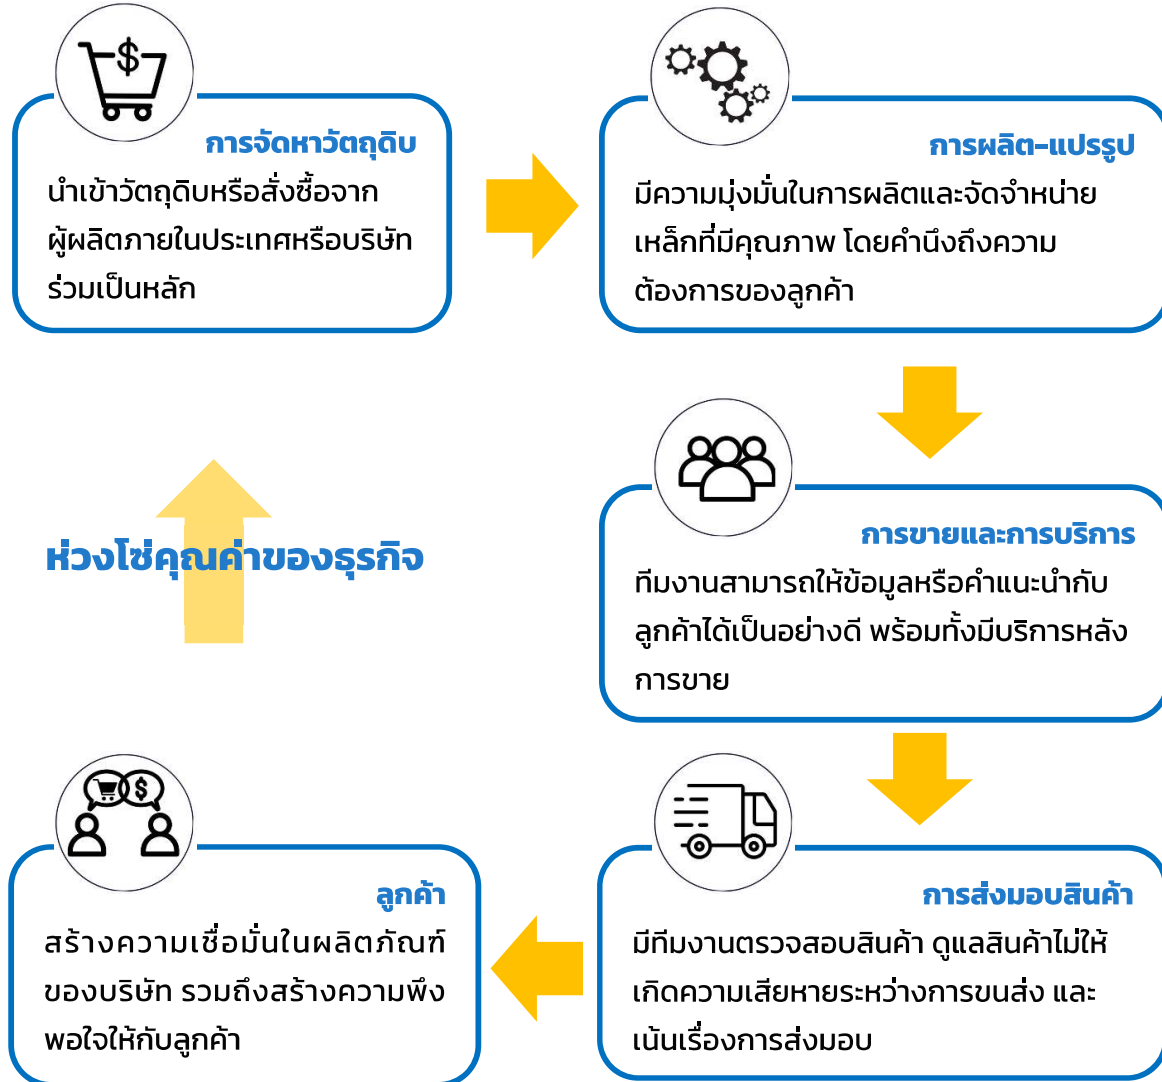 $
การจัดหาวัตถุดิบ
นำเข้าวัตถุดิบหรือสั่งซื้อจาก
ผู้ผลิตภายในประเทศหรือบริษัท
ร่วมเป็นหลัก
การผลิต-แปรรูป
มีความมุ่งมั่นในการผลิตและจัดจำหน่าย
เหล็กที่มีคุณภาพ โดยคำนึงถึงความ
ต้องการของลูกค้า
ห่วงโซ่คุณค่าของธุรกิจ
การขายและการบริการ
ทีมงานสามารถให้ข้อมูลหรือคำแนะนำกับ
ลูกค้าได้เป็นอย่างดี พร้อมทั้งมีบริการหลัง
การขาย
การส่งมอบสินค้า
มีทีมงานตรวจสอบสินค้า ดูแลสินค้าไม่ให้
เกิดความเสียหายระหว่างการขนส่ง และ
เน้นเรื่องการส่งมอบ
$
ลูกค้า
สร้างความเชื่อมั่นในผลิตภัณฑ์
ของบริษัท รวมถึงสร้างความพึง
พอใจให้กับลูกค้า